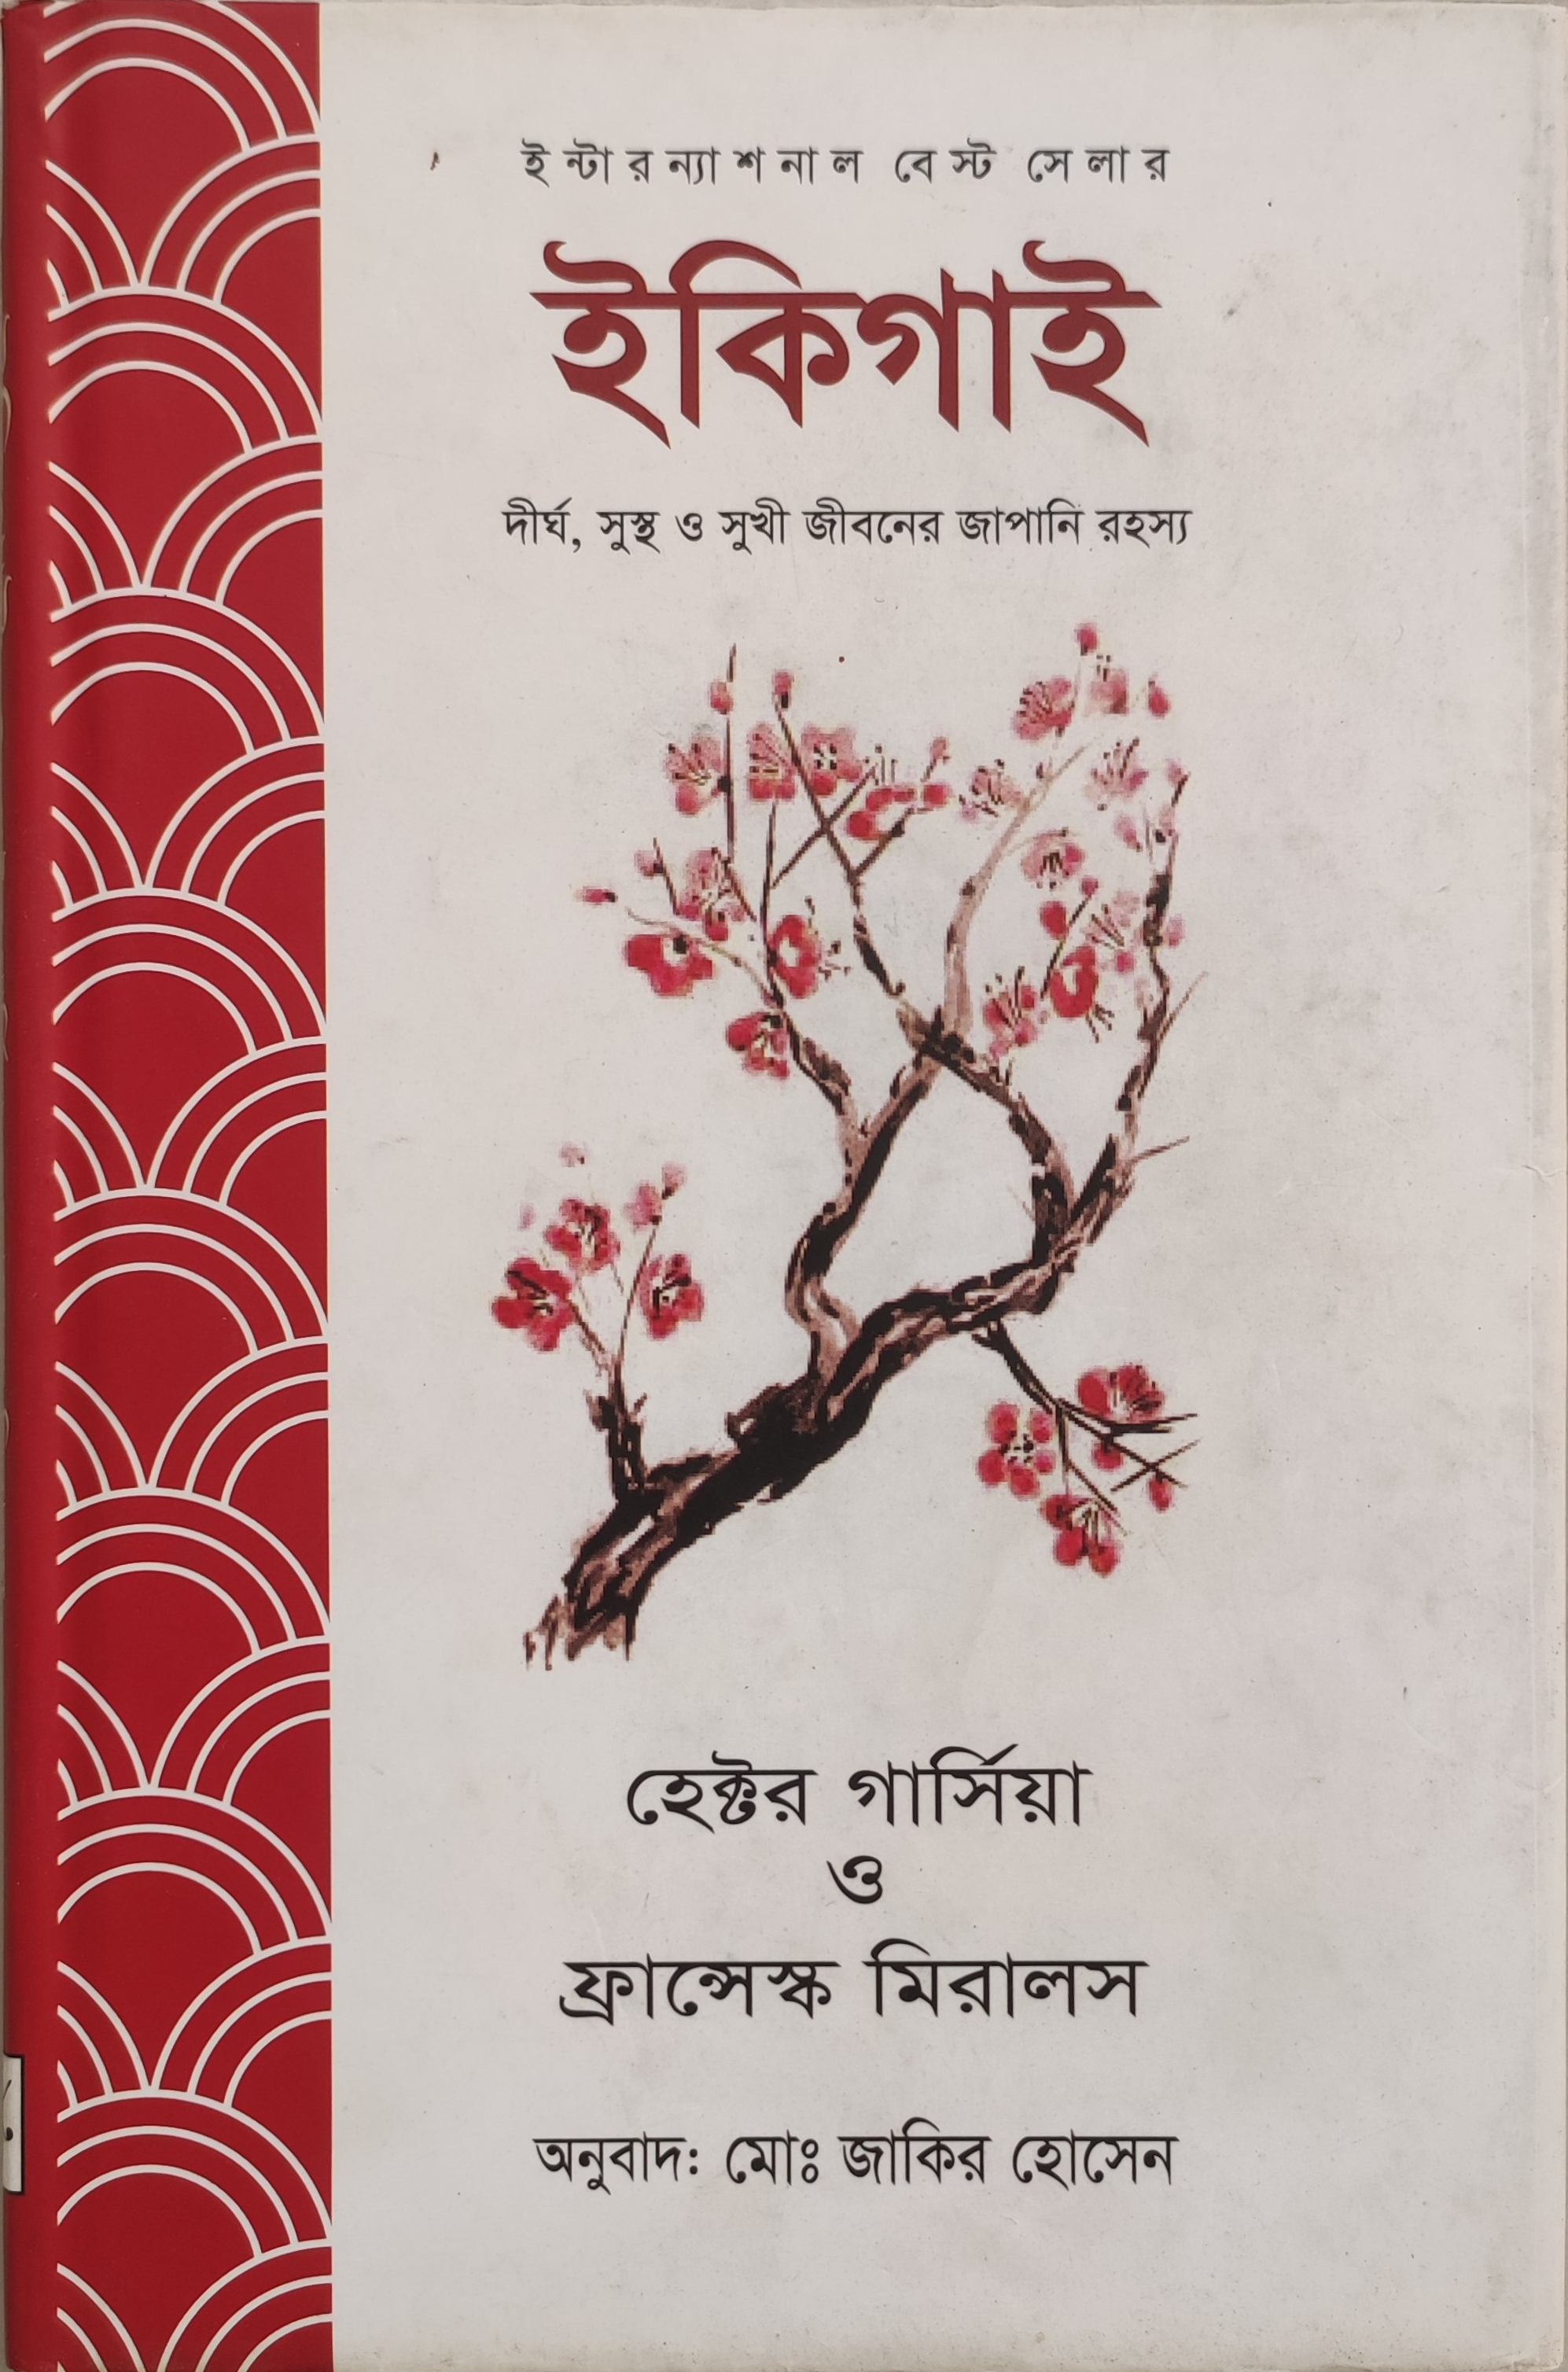 ইন্টারন্যাশনাল বেস্ট সেলার
ইকিগাই
দীর্ঘ, সুস্থ ও সুখী জীবনের জাপানি রহস্য
হেক্টর গার্সিয়া
ও
ফ্রান্সেস্ক মিরালস
অনুবাদ: মোঃ জাকির হোসেন